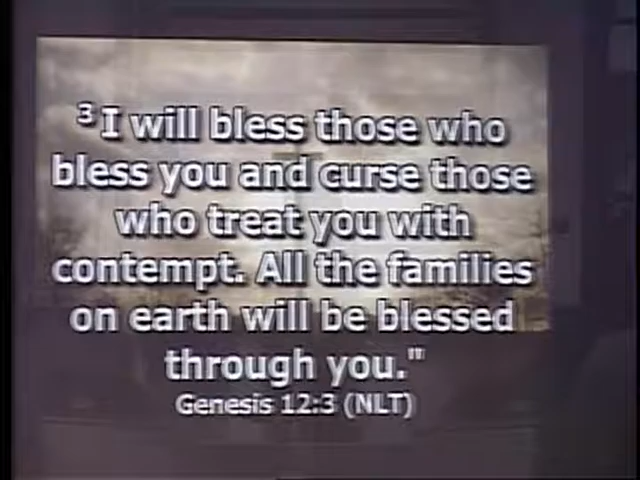 ³ I will bless those who
bless you and curse those
who treat you with
contempt. All the families
on earth will be blessed
through you."
Genesis 12:3 (NLT)